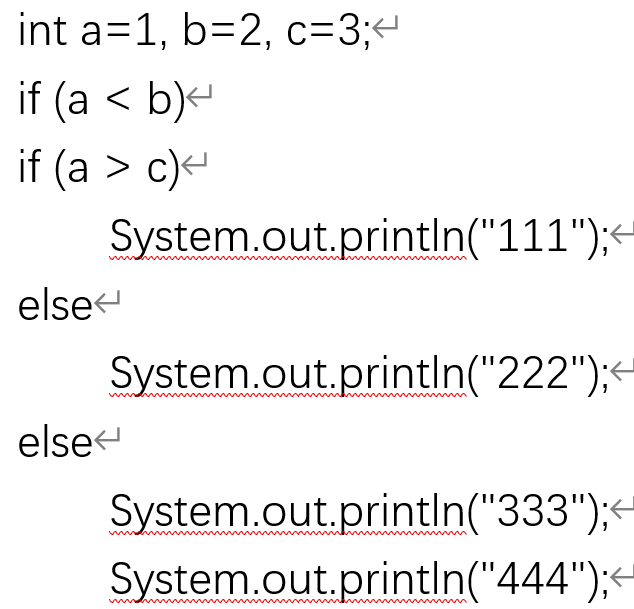 int a=1, b=2, c=3;
if (a < b)
if (a > c)
System.out.println("111");
else
System.out.println("222");
else
System.out.println("333");
System.out.println("444");